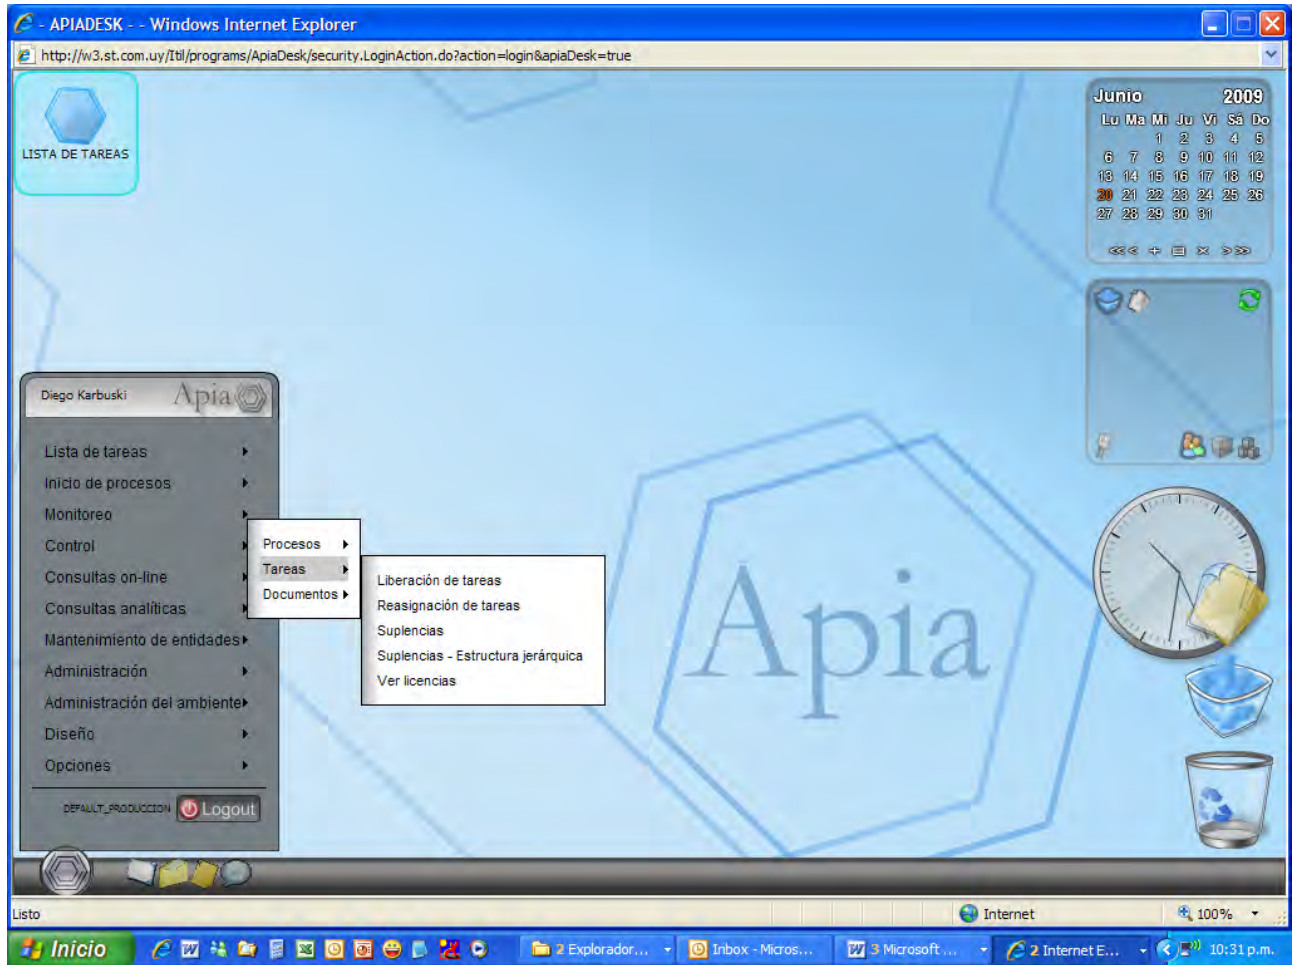 - APIADESK - - Windows Internet Explorer
http://w3.st.com.uy/Itil/programs/ApiaDesk/security.LoginAction.do?action=login&apiaDesk=true
LISTA DE TAREAS
Junio 2009
Lu Ma Mi Ju Vi Sá Do
1 2 3 4 5
6 7 8 9 10 11 12
13 14 15 16 17 18 19
20 21 22 23 24 25 26
27 28 29 30 31
Diego Karbuski Apia
Lista de tareas
Inicio de procesos
Monitoreo
Control
Consultas on-line
Consultas analíticas
Mantenimiento de entidades
Administración
Administración del ambiente
Diseño
Opciones
DEFAULT_PRODUCCION Logout
Procesos
Tareas
Documentos
Liberación de tareas
Reasignación de tareas
Suplencias
Suplencias - Estructura jerárquica
Ver licencias
Apia
Listo Internet 100%
Inicio 2 Explorador... Inbox - Micros... 3 Microsoft ... 2 Internet E... 10:31 p.m.